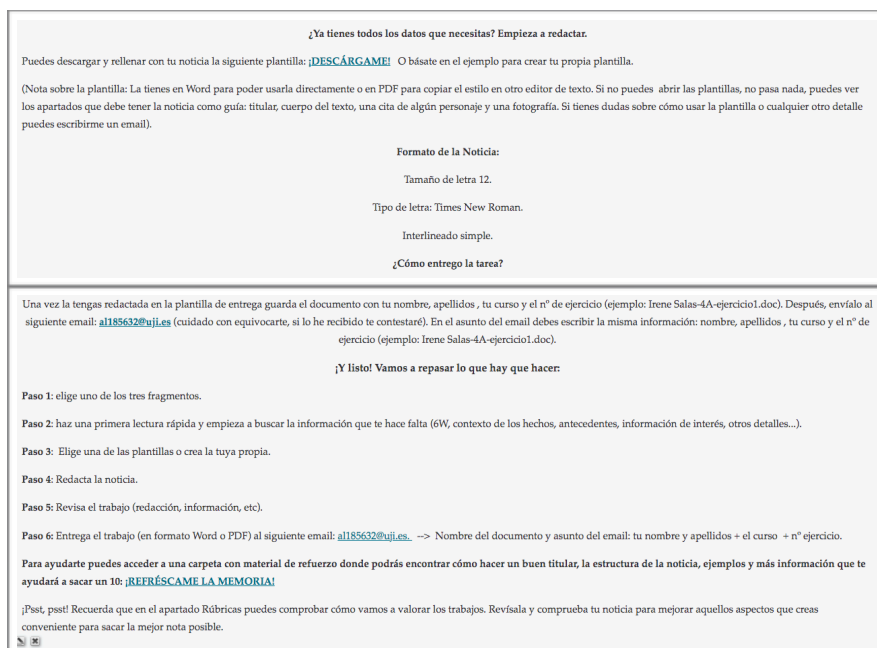 ¿Ya tienes todos los datos que necesitas? Empieza a redactar.
Puedes descargar y rellenar con tu noticia la siguiente plantilla: ¡DESCÁRGAME! O básate en el ejemplo para crear tu propia plantilla.
(Nota sobre la plantilla: La tienes en Word para poder usarla directamente o en PDF para copiar el estilo en otro editor de texto. Si no puedes abrir las plantillas, no pasa nada, puedes ver
los apartados que debe tener la noticia como guía: titular, cuerpo del texto, una cita de algún personaje y una fotografía. Si tienes dudas sobre cómo usar la plantilla o cualquier otro detalle
puedes escribirme un email).
Formato de la Noticia:
Tamaño de letra 12.
Tipo de letra: Times New Roman.
Interlineado simple.
¿Cómo entrego la tarea?
Una vez la tengas redactada en la plantilla de entrega guarda el documento con tu nombre, apellidos , tu curso y el nº de ejercicio (ejemplo: Irene Salas-4A-ejercicio1.doc). Después, envíalo al
siguiente email: al185632@uji.es (cuidado con equivocarte, si lo he recibido te contestaré). En el asunto del email debes escribir la misma información: nombre, apellidos , tu curso y el nº de
ejercicio (ejemplo: Irene Salas-4A-ejercicio1.doc).
¡Y listo! Vamos a repasar lo que hay que hacer:
Paso 1: elige uno de los tres fragmentos.
Paso 2: haz una primera lectura rápida y empieza a buscar la información que te hace falta (6W, contexto de los hechos, antecedentes, información de interés, otros detalles...).
Paso 3: Elige una de las plantillas o crea la tuya propia.
Paso 4: Redacta la noticia.
Paso 5: Revisa el trabajo (redacción, información, etc).
Paso 6: Entrega el trabajo (en formato Word o PDF) al siguiente email: al185632@uji.es. --> Nombre del documento y asunto del email: tu nombre y apellidos + el curso + nº ejercicio.
Para ayudarte puedes acceder a una carpeta con material de refuerzo donde podrás encontrar cómo hacer un buen titular, la estructura de la noticia, ejemplos y más información que te
ayudará a sacar un 10: ¡REFRÉSCAME LA MEMORIA!
¡Psst, psst! Recuerda que en el apartado Rúbricas puedes comprobar cómo vamos a valorar los trabajos. Revísala y comprueba tu noticia para mejorar aquellos aspectos que creas
conveniente para sacar la mejor nota posible.